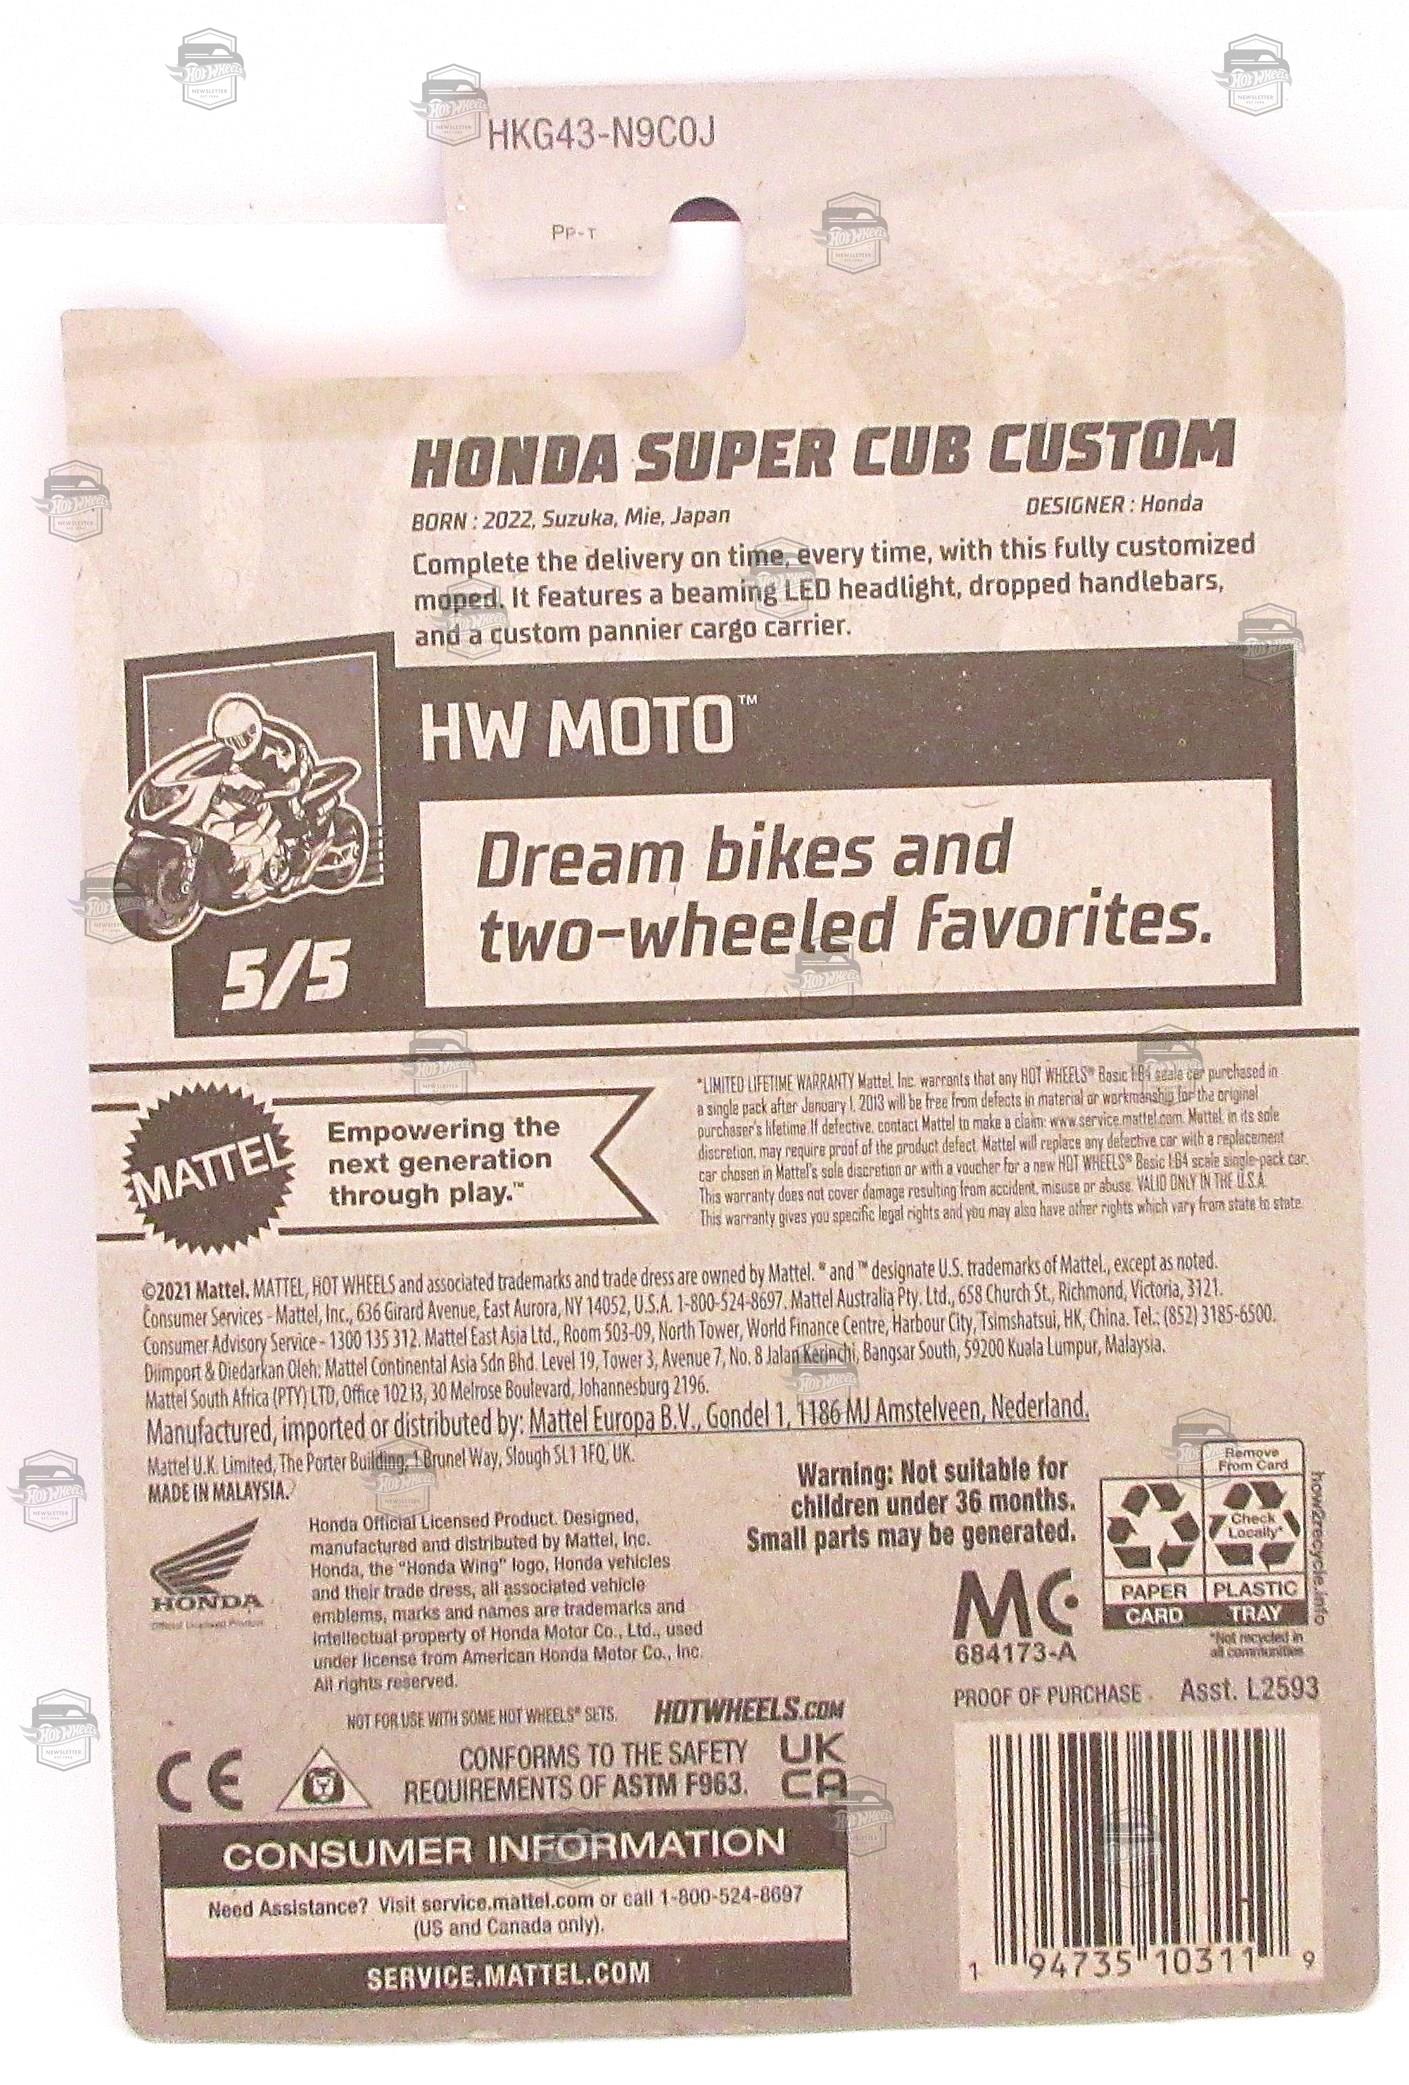 HKG43-N9C0J
PP-T
HONDA SUPER CUB CUSTOM
BORN : 2022, Suzuka, Mie, Japan
DESIGNER : Honda
Complete the delivery on time, every time, with this fully customized
moped. It features a beaming LED headlight, dropped handlebars,
and a custom pannier cargo carrier.
HW MOTO™
Dream bikes and
two-wheeled favorites.
5/5
MATTEL
Empowering the
next generation
through play.™
*LIMITED LIFETIME WARRANTY Mattel, Inc. warrants that any HOT WHEELS® Basic 1:64 scale car purchased in
a single pack after January 1, 2013 will be free from defects in material or workmanship for the original
purchaser's lifetime. If defective, contact Mattel to make a claim: www.service.mattel.com. Mattel, in its sole
discretion, may require proof of the product defect. Mattel will replace any defective car with a replacement
car chosen in Mattel's sole discretion or with a voucher for a new HOT WHEELS® Basic 1:64 scale single-pack car.
This warranty does not cover damage resulting from accident, misuse or abuse. VALID ONLY IN THE U.S.A.
This warranty gives you specific legal rights and you may also have other rights which vary from state to state.
©2021 Mattel. MATTEL, HOT WHEELS and associated trademarks and trade dress are owned by Mattel. ® and ™ designate U.S. trademarks of Mattel., except as noted.
Consumer Services - Mattel, Inc., 636 Girard Avenue, East Aurora, NY 14052, U.S.A. 1-800-524-8697. Mattel Australia Pty. Ltd., 658 Church St., Richmond, Victoria, 3121.
Consumer Advisory Service - 1300 135 312. Mattel East Asia Ltd., Room 503-09, North Tower, World Finance Centre, Harbour City, Tsimshatsui, HK, China. Tel.: (852) 3185-6500.
Diimport & Diedarkan Oleh: Mattel Continental Asia Sdn Bhd. Level 19, Tower 3, Avenue 7, No. 8 Jalan Kerinchi, Bangsar South, 59200 Kuala Lumpur, Malaysia.
Mattel South Africa (PTY) LTD, Office 102 I3, 30 Melrose Boulevard, Johannesburg 2196.
Manufactured, imported or distributed by: Mattel Europa B.V., Gondel 1, 1186 MJ Amstelveen, Nederland.
Mattel U.K. Limited, The Porter Building, 1 Brunel Way, Slough SL1 1FQ, UK.
MADE IN MALAYSIA.
HONDA
Official Licensed Product
Honda Official Licensed Product. Designed,
manufactured and distributed by Mattel, Inc.
Honda, the "Honda Wing" logo, Honda vehicles
and their trade dress, all associated vehicle
emblems, marks and names are trademarks and
intellectual property of Honda Motor Co., Ltd., used
under license from American Honda Motor Co., Inc.
All rights reserved.
Warning: Not suitable for
children under 36 months.
Small parts may be generated.
MC
684173-A
Remove
From Card
Check
Locally*
PAPER
PLASTIC
CARD
TRAY
*Not recycled in
all communities
how2recycle.info
PROOF OF PURCHASE
Asst. L2593
NOT FOR USE WITH SOME HOT WHEELS® SETS.
HOTWHEELS.COM
CE
CONFORMS TO THE SAFETY
REQUIREMENTS OF ASTM F963.
UK
CA
CONSUMER INFORMATION
Need Assistance? Visit service.mattel.com or call 1-800-524-8697
(US and Canada only).
SERVICE.MATTEL.COM
1 94735 10311 9
Hot Wheels
NEWSLETTER